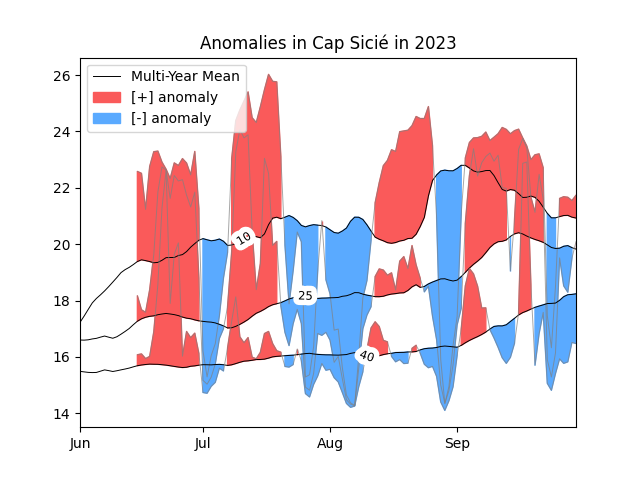 Anomalies in Cap Sicié in 2023
Multi-Year Mean
[+] anomaly
[-] anomaly
26
24
22
20
18
16
14
10
25
40
Jun
Jul
Aug
Sep